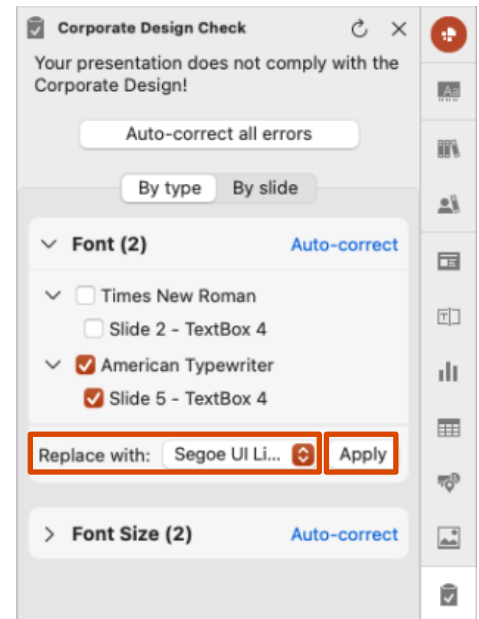 Corporate Design Check
Your presentation does not comply with the
Corporate Design!
Auto-correct all errors
By type By slide
Font (2) Auto-correct
Times New Roman
Slide 2 - TextBox 4
American Typewriter
Slide 5 - TextBox 4
Replace with: Segoe UI Li... Apply
Font Size (2) Auto-correct
Aa
T